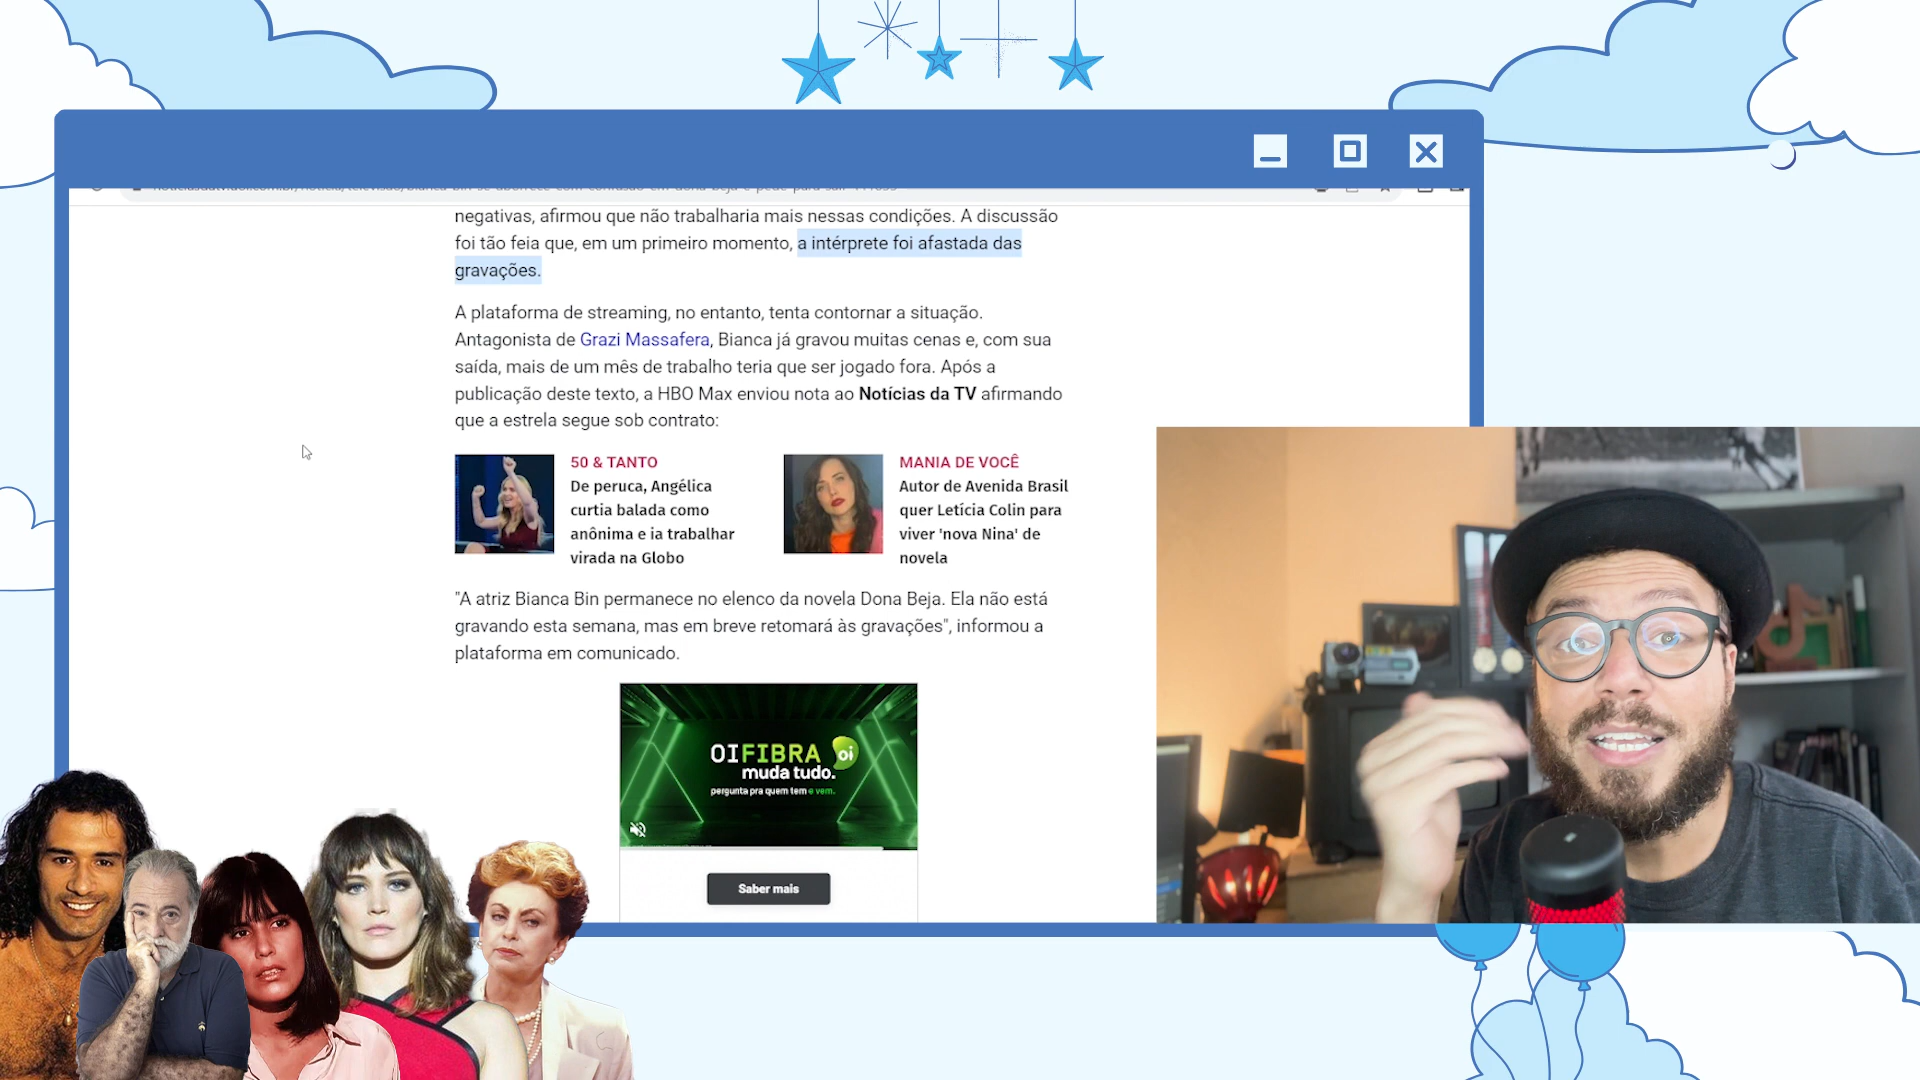 negativas, afirmou que não trabalharia mais nessas condições. A discussão
foi tão feia que, em um primeiro momento, a intérprete foi afastada das
gravações.
A plataforma de streaming, no entanto, tenta contornar a situação.
Antagonista de Grazi Massafera, Bianca já gravou muitas cenas e, com sua
saída, mais de um mês de trabalho teria que ser jogado fora. Após a
publicação deste texto, a HBO Max enviou nota ao Notícias da TV afirmando
que a estrela segue sob contrato:
50 & TANTO
De peruca, Angélica
curtia balada como
anônima e ia trabalhar
virada na Globo
MANIA DE VOCÊ
Autor de Avenida Brasil
quer Letícia Colin para
viver 'nova Nina' de
novela
"A atriz Bianca Bin permanece no elenco da novela Dona Beja. Ela não está
gravando esta semana, mas em breve retomará às gravações", informou a
plataforma em comunicado.
OIFIBRA oi
muda tudo.
pergunta pra quem tem e vem.
Saber mais